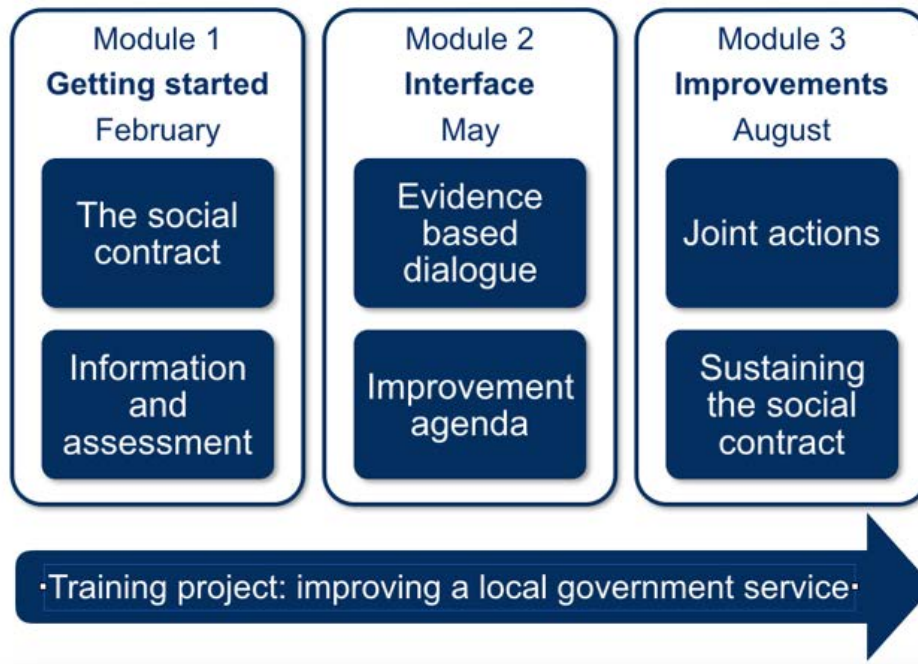 Module 1
Getting started
February
The social
contract
Information
and
assessment
Module 2
Interface
May
Evidence
based
dialogue
Improvement
agenda
Module 3
Improvements
August
Joint actions
Sustaining
the social
contract
Training project: improving a local government service